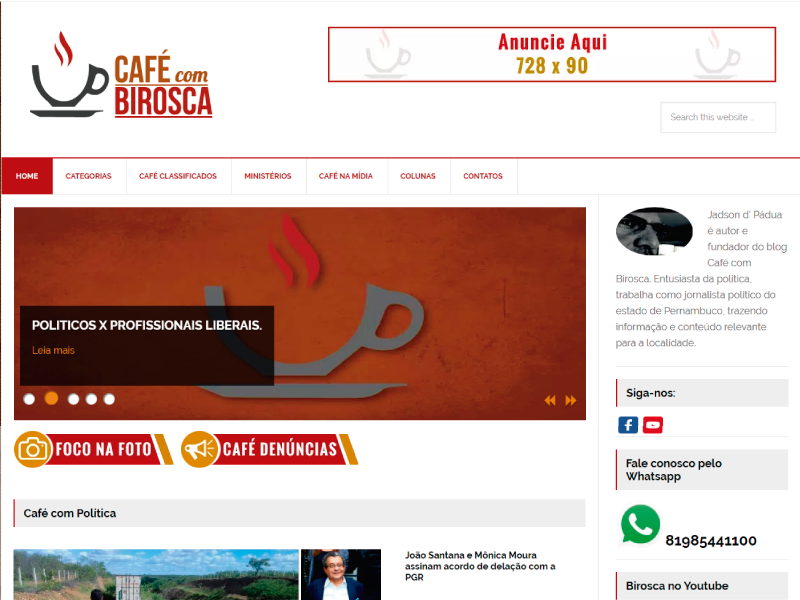 CAFÉ com
BIROSCA
Anuncie Aqui
728 x 90
Search this website ...
HOME
CATEGORIAS
CAFÉ CLASSIFICADOS
MINISTÉRIOS
CAFÉ NA MÍDIA
COLUNAS
CONTATOS
POLITICOS X PROFISSIONAIS LIBERAIS.
Leia mais
FOCO NA FOTO
CAFÉ DENÚNCIAS
Café com Política
João Santana e Mônica Moura
assinam acordo de delação com a
PGR
Jadson d' Pádua
é autor e
fundador do blog
Café com
Birosca. Entusiasta da política,
trabalha como jornalista político do
estado de Pernambuco, trazendo
informação e conteúdo relevante
para a localidade.
Siga-nos:
Fale conosco pelo
Whatsapp
81985441100
Birosca no Youtube